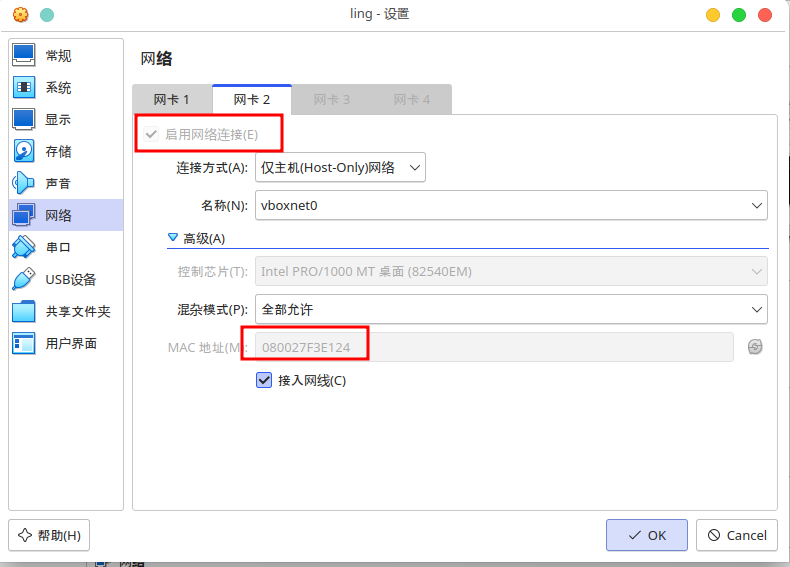 ling - 设置
常规
系统
显示
存储
声音
网络
串口
USB设备
共享文件夹
用户界面
网络
网卡 1 网卡 2 网卡 3 网卡 4
启用网络连接(E)
连接方式(A): 仅主机(Host-Only)网络
名称(N): vboxnet0
高级(A)
控制芯片(T): Intel PRO/1000 MT 桌面 (82540EM)
混杂模式(P): 全部允许
MAC 地址(M): 080027F3E124
接入网线(C)
帮助(H) OK Cancel
网络